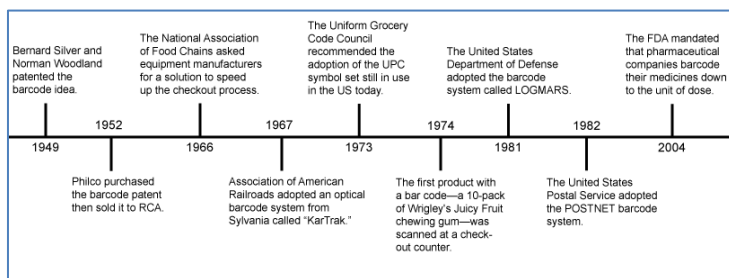 Bernard Silver and
Norman Woodland
patented the
barcode idea.
The National Association
of Food Chains asked
equipment manufacturers
for a solution to speed
up the checkout process.
The Uniform Grocery
Code Council
recommended the
adoption of the UPC
symbol set still in use
in the US today.
The United States
Department of Defense
adopted the barcode
system called LOGMARS.
The FDA mandated
that pharmaceutical
companies barcode
their medicines down
to the unit of dose.
1952
1967
1974
1982
1949
1966
1973
1981
2004
Philco purchased
the barcode patent
then sold it to RCA.
Association of American
Railroads adopted an optical
barcode system from
Sylvania called “KarTrak.”
The first product with
a bar code—a 10-pack
of Wrigley’s Juicy Fruit
chewing gum—was
scanned at a check-
out counter.
The United States
Postal Service adopted
the POSTNET barcode
system.